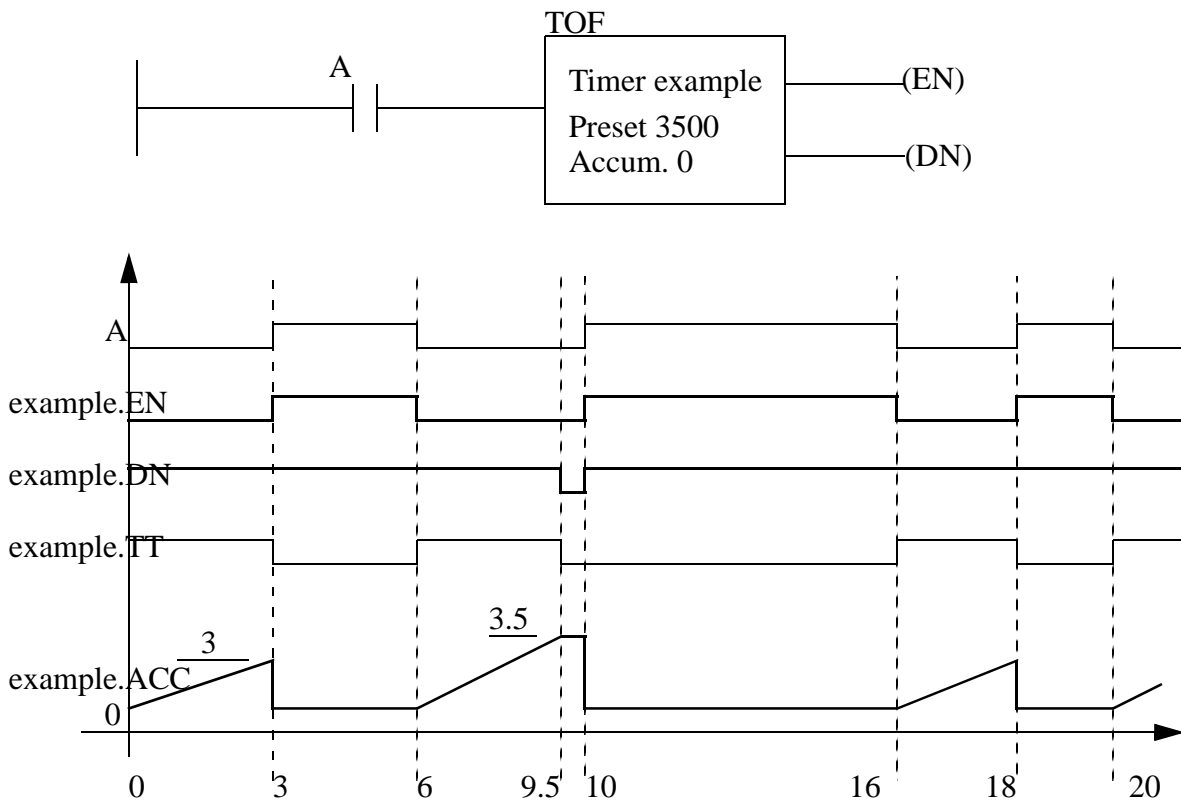 TOF
A
Timer example
(EN)
Preset 3500
Accum. 0
(DN)
A
example.EN
example.DN
example.TT
3.5
3
example.ACC
0
0 3 6 9.5 10 16 18 20